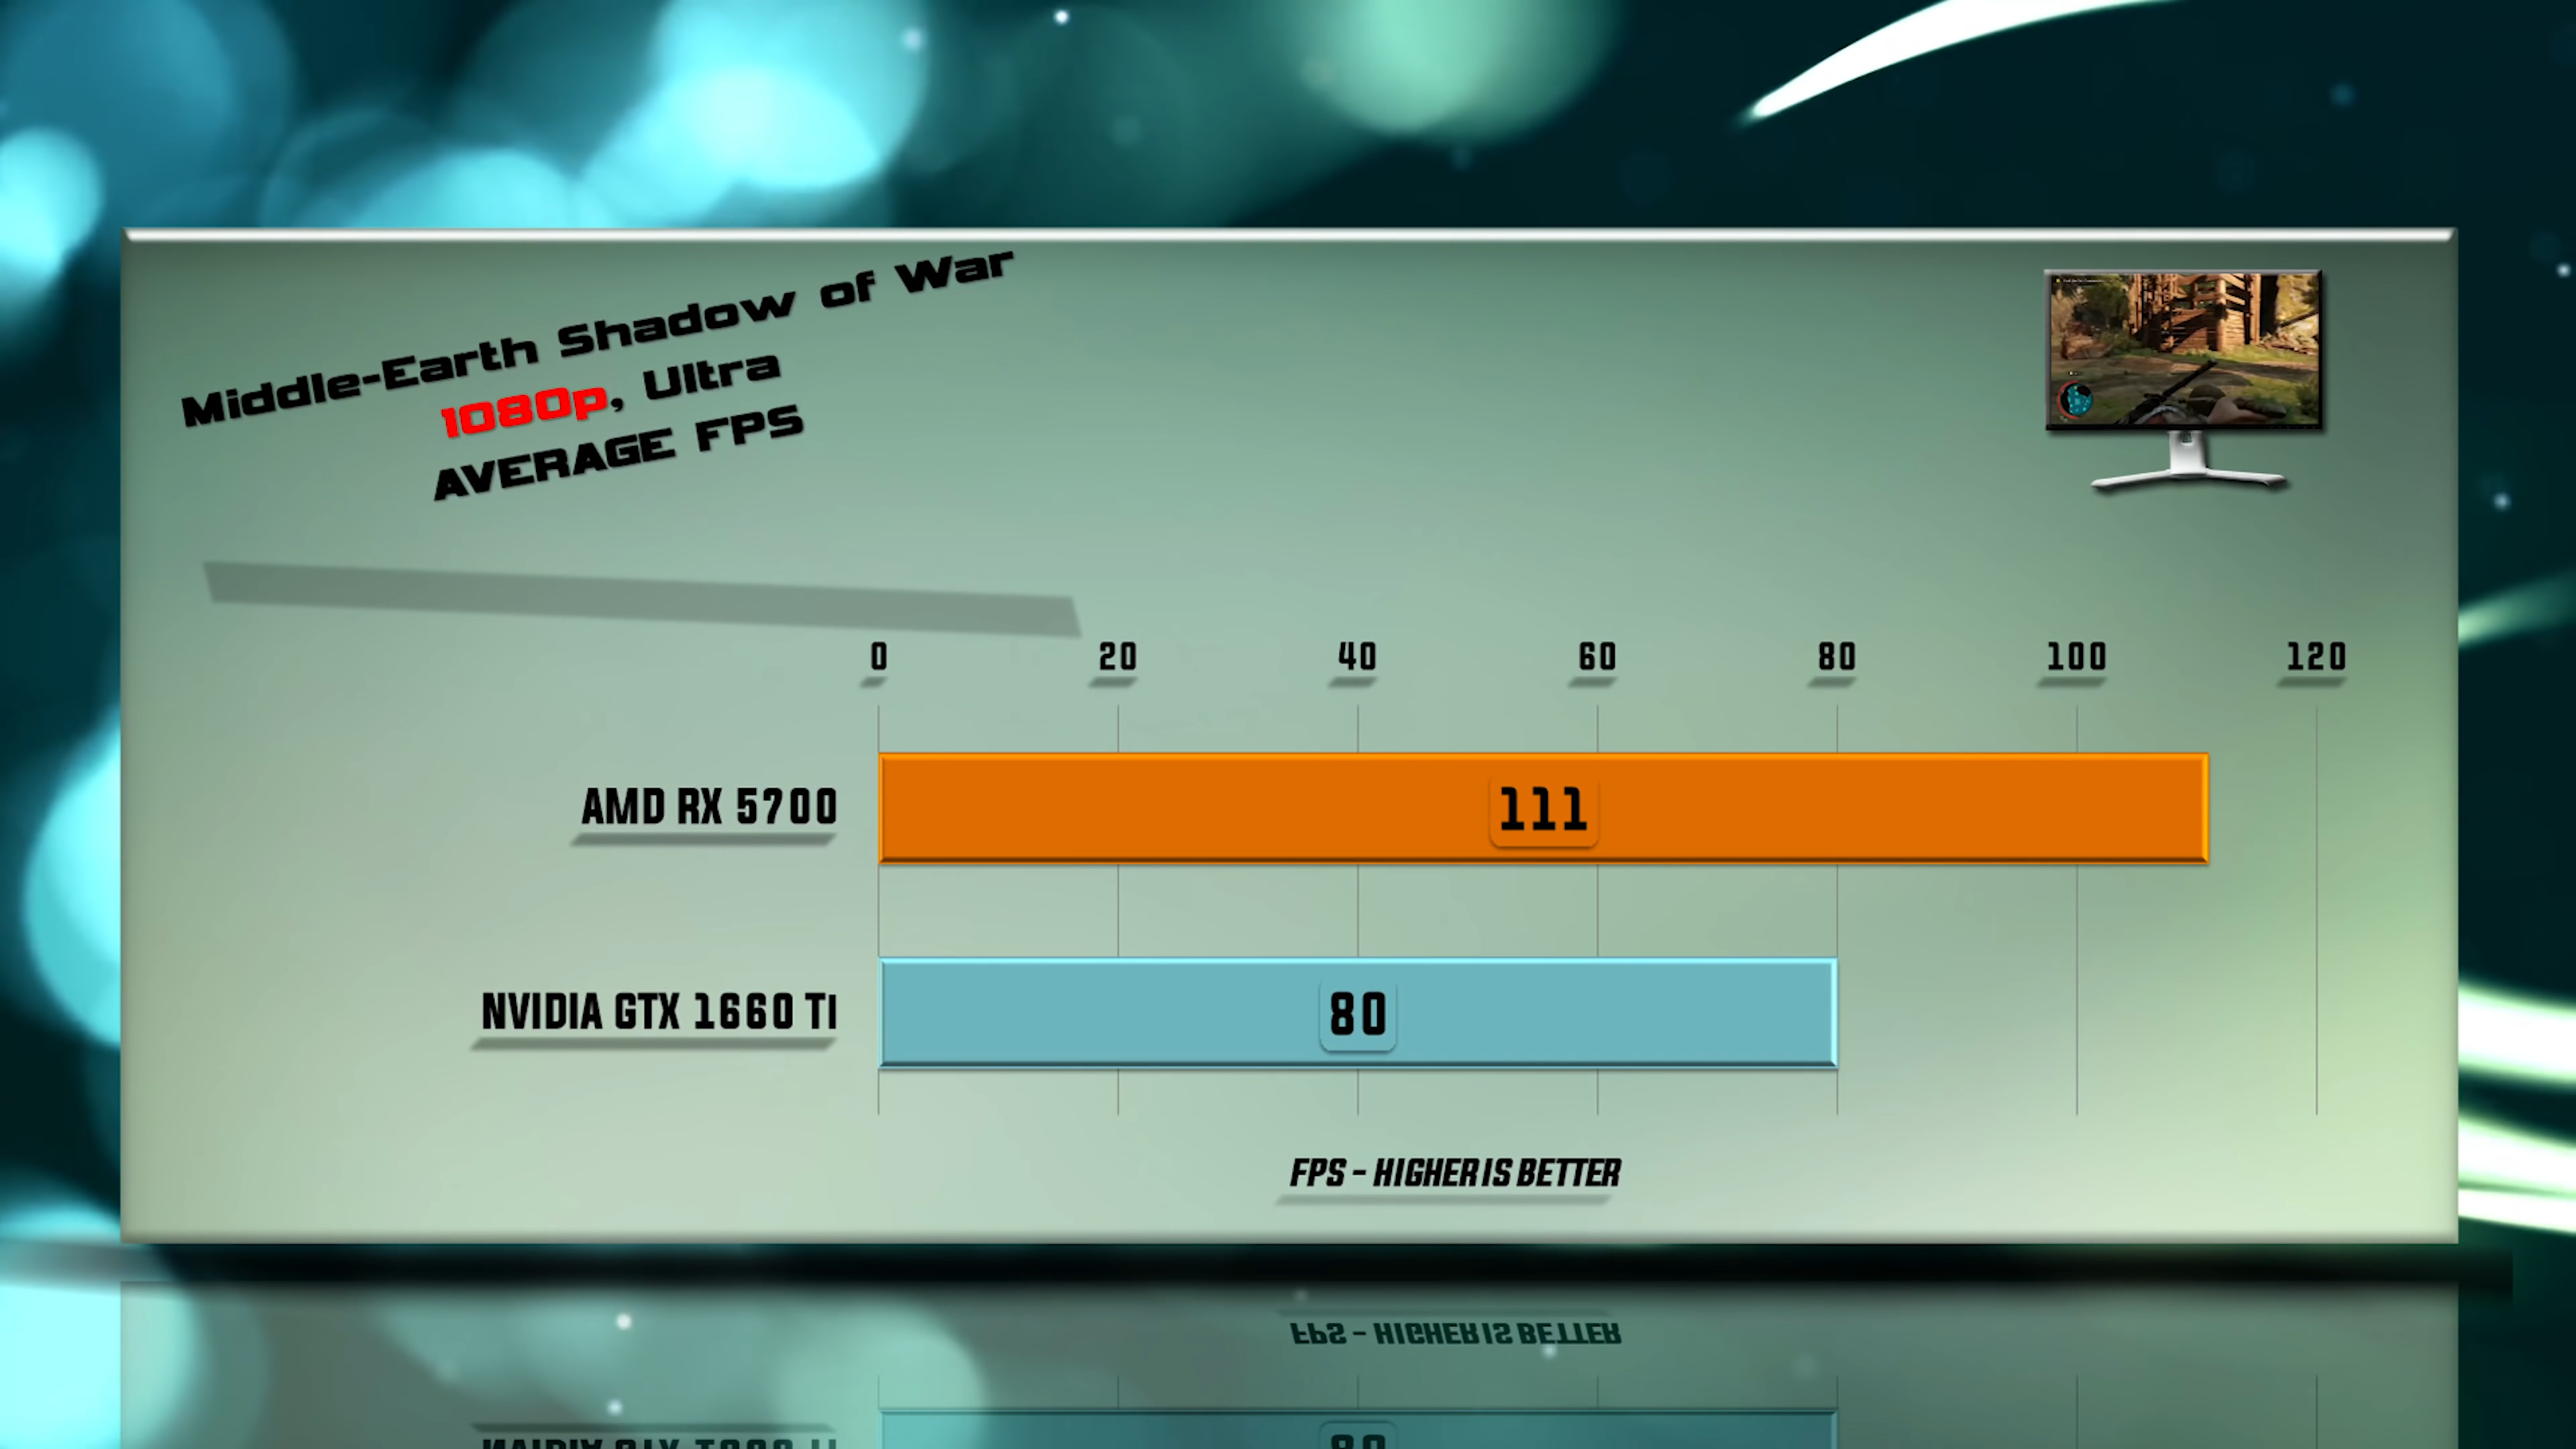 Middle-Earth Shadow of War
1080p, Ultra
AVERAGE FPS
0 20 40 60 80 100 120
AMD RX 5700
111
NVIDIA GTX 1660 TI
80
FPS - HIGHER IS BETTER